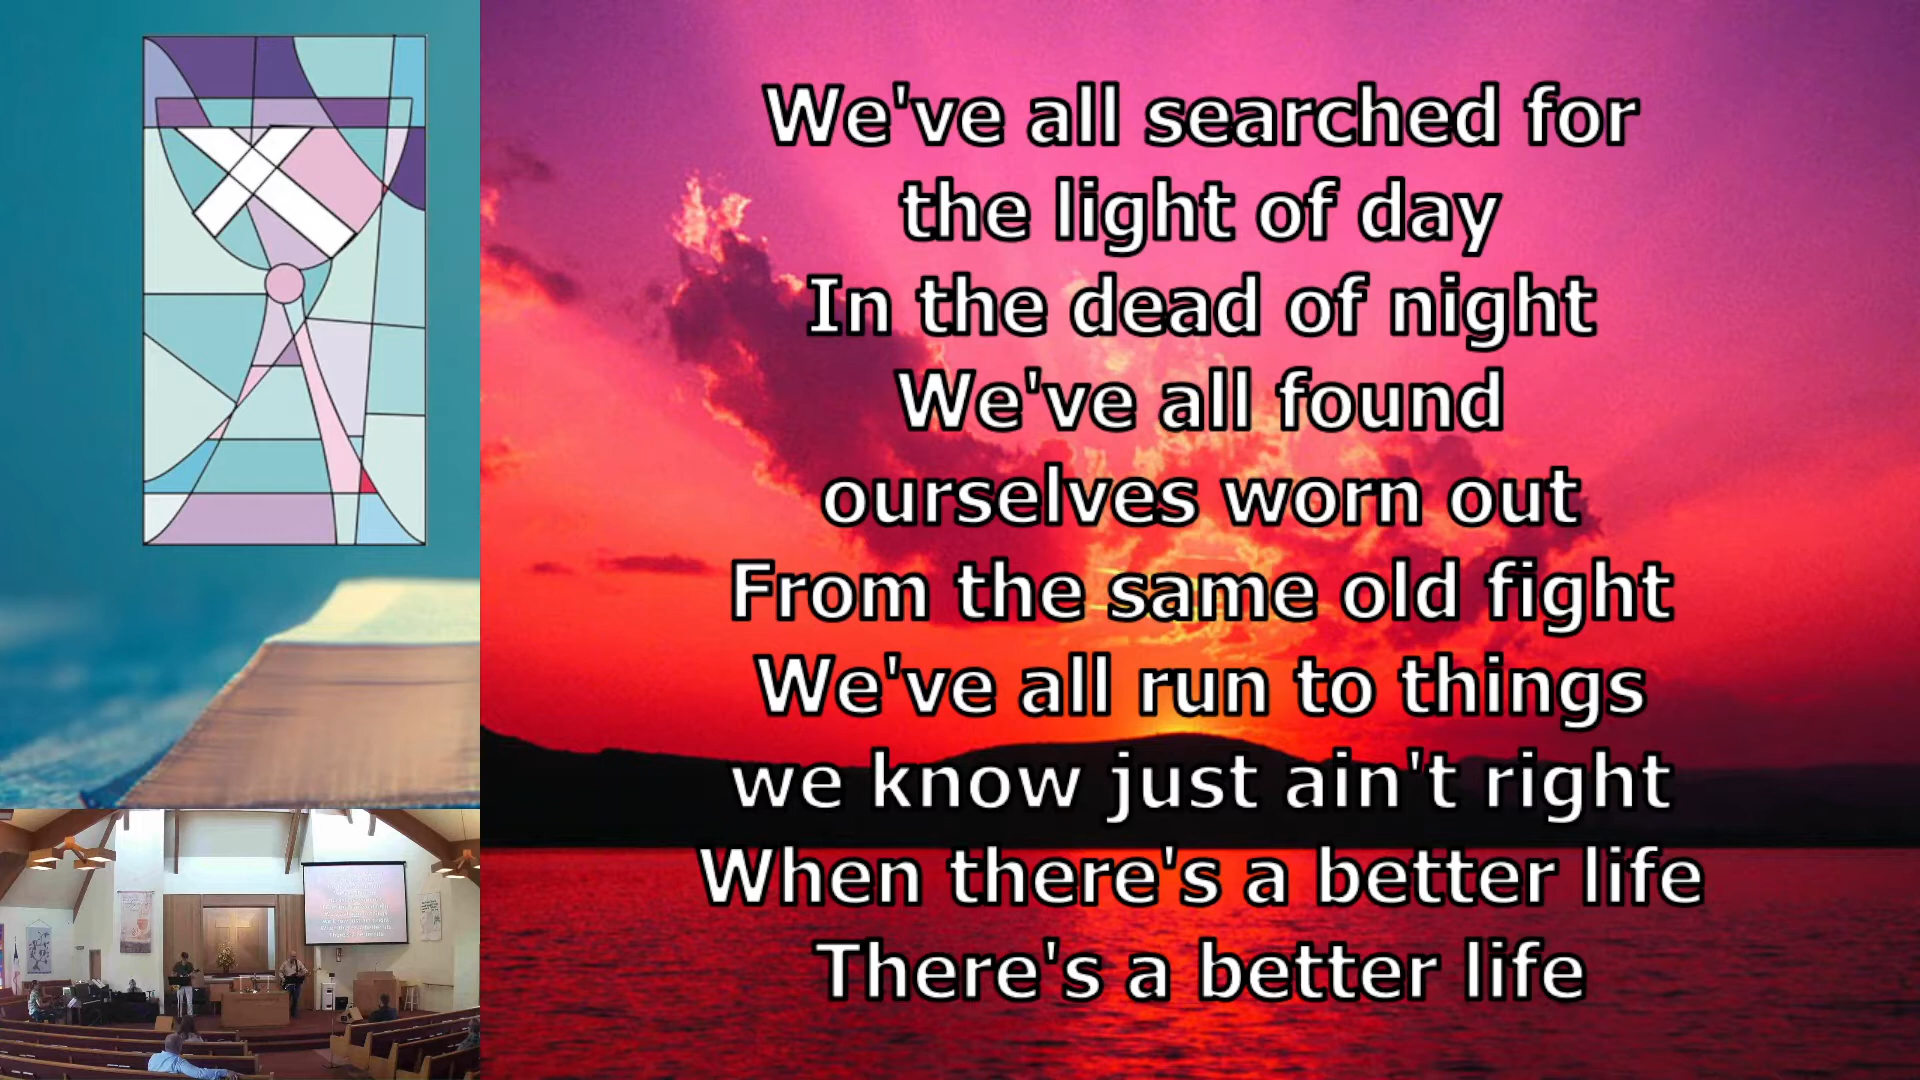 We've all searched for
the light of day
In the dead of night
We've all found
ourselves worn out
From the same old fight
We've all run to things
we know just ain't right
When there's a better life
There's a better life